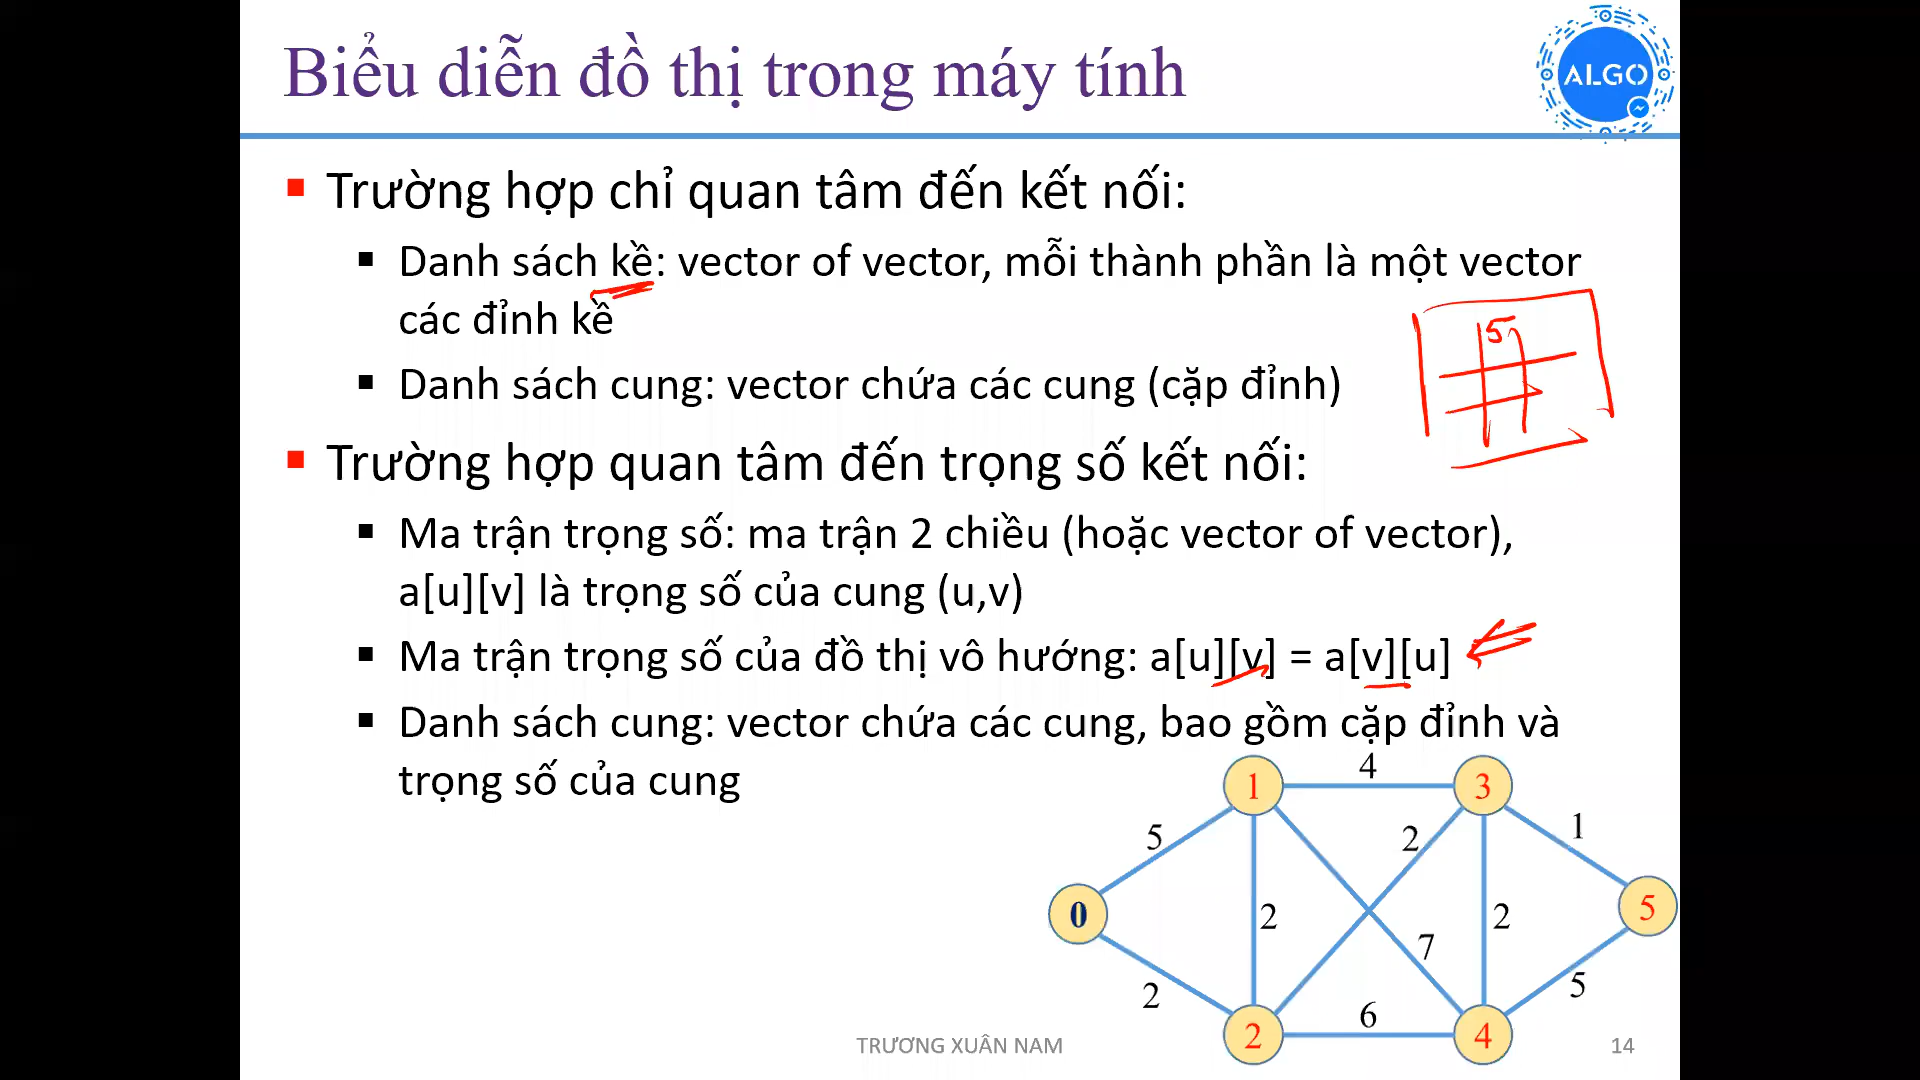 Biểu diễn đồ thị trong máy tính
ALGO
Trường hợp chỉ quan tâm đến kết nối:
Danh sách kề: vector of vector, mỗi thành phần là một vector
các đỉnh kề
5
Danh sách cung: vector chứa các cung (cặp đỉnh)
Trường hợp quan tâm đến trọng số kết nối:
Ma trận trọng số: ma trận 2 chiều (hoặc vector of vector),
a[u][v] là trọng số của cung (u,v)
Ma trận trọng số của đồ thị vô hướng: a[u][v] = a[v][u]
Danh sách cung: vector chứa các cung, bao gồm cặp đỉnh và
trọng số của cung
4
1
3
5
2
1
0
2
7
2
5
2
6
5
2
4
TRƯƠNG XUÂN NAM
14